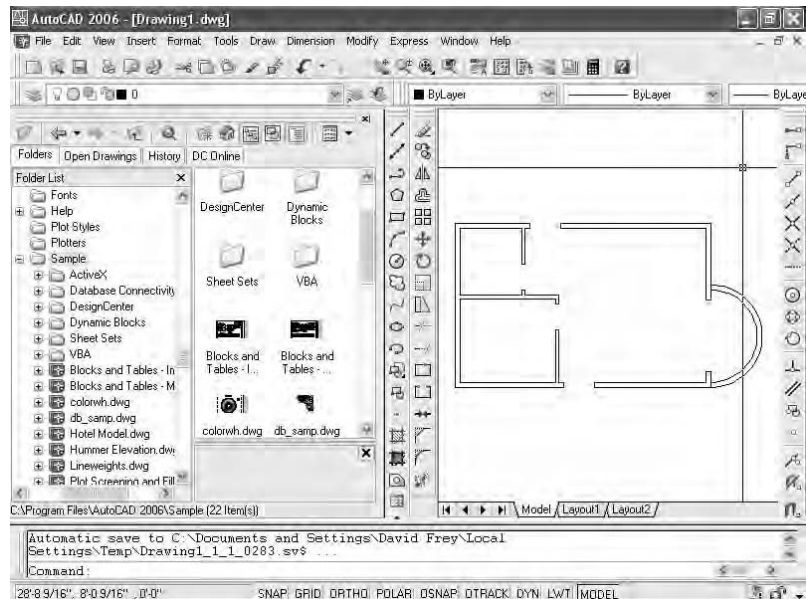 AutoCAD 2006 - [Drawing1.dwg]
File Edit View Insert Format Tools Draw Dimension Modify Express Window Help
0
ByLayer
ByLayer
ByLaye
Folders Open Drawings History DC Online
Folder List
Fonts
Help
Plot Styles
Plotters
Sample
ActiveX
Database Connectivity
DesignCenter
Dynamic Blocks
Sheet Sets
VBA
Blocks and Tables - In
Blocks and Tables - M
colorwh.dwg
db_samp.dwg
Hotel Model.dwg
Hummer Elevation.dw
Lineweights.dwg
Plot Screening and Fill
DesignCenter
Dynamic
Blocks
Sheet Sets
VBA
Blocks and
Tables - I...
Blocks and
Tables - ...
colorwh.dwg
db_samp.dwg
C:\Program Files\AutoCAD 2006\Sample (22 Item(s))
Model Layout1 Layout2
Automatic save to C:\Documents and Settings\David Frey\Local
Settings\Temp\Drawing1_1_1_0283.sv$ ...
Command:
28'-8 9/16", 8'-0 9/16" , 0'-0"
SNAP GRID ORTHO POLAR OSNAP OTRACK DYN LWT MODEL